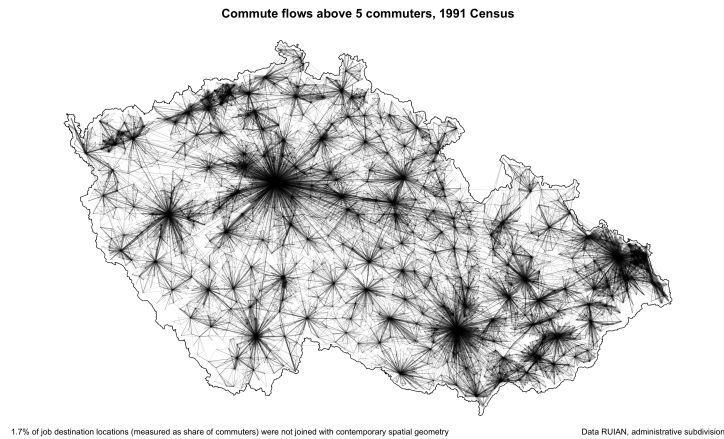 Commute flows above 5 commuters, 1991 Census
1.7% of job destination locations (measured as share of commuters) were not joined with contemporary spatial geometry
Data RUIAN, administrative subdivision